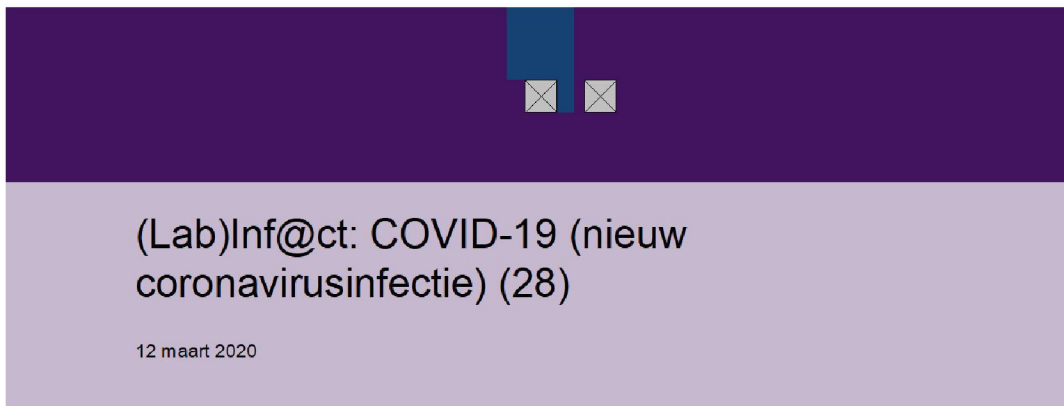 (Lab)Inf@ct: COVID-19 (nieuw
coronavirusinfectie) (28)
12 maart 2020